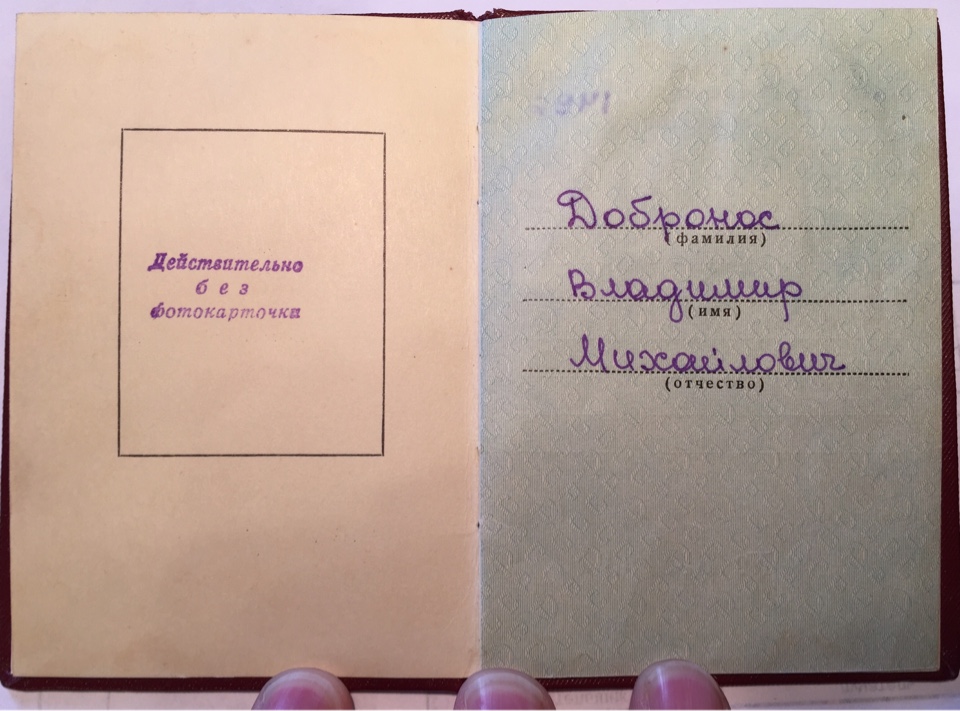 Действительно
без
фотокарточки
Добронос
(фамилия)
Владимир
(имя)
Михайлович
(отчество)